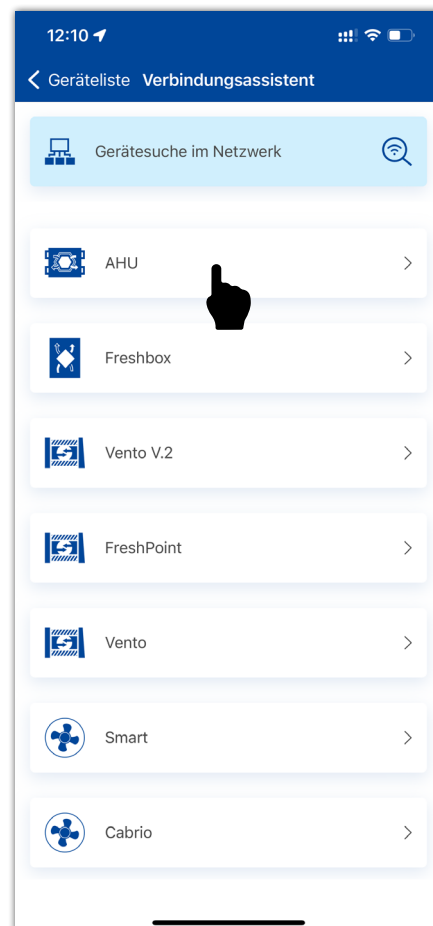 12:10
Geräteliste Verbindungsassistent
Gerätesuche im Netzwerk
AHU
Freshbox
Vento V.2
FreshPoint
Vento
Smart
Cabrio